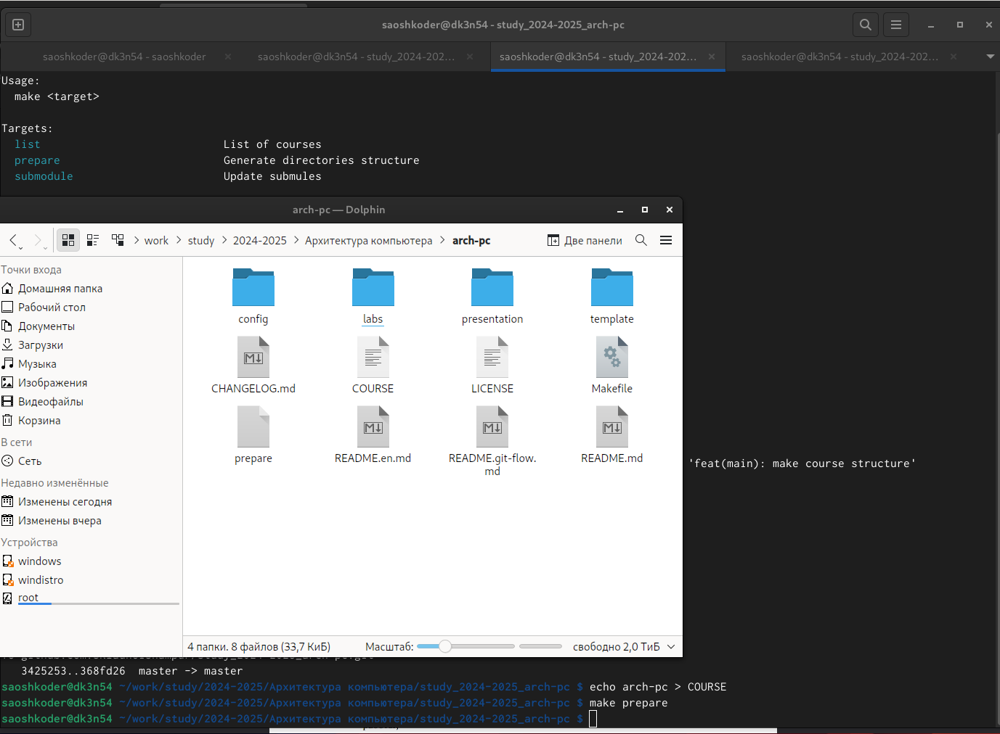 saoshkoder@dk3n54 - study_2024-2025_arch-pc
saoshkoder@dk3n54 - saoshkoder
saoshkoder@dk3n54 - study_2024-202…
saoshkoder@dk3n54 - study_2024-202…
saoshkoder@dk3n54 - study_2024-202…
Usage:
make <target>
Targets:
list List of courses
prepare Generate directories structure
submodule Update submules
arch-pc — Dolphin
work > study > 2024-2025 > Архитектура компьютера > arch-pc
Две панели
Точки входа
Домашняя папка
Рабочий стол
Документы
Загрузки
Музыка
Изображения
Видеофайлы
Корзина
В сети
Сеть
Недавно изменённые
Изменены сегодня
Изменены вчера
Устройства
windows
windistro
root
config
labs
presentation
template
CHANGELOG.md
COURSE
LICENSE
Makefile
prepare
README.en.md
README.git-flow.
md
README.md
4 папки. 8 файлов (33,7 КиБ)
Масштаб:
свободно 2,0 ТиБ
'feat(main): make course structure'
3425253..368fd26 master -> master
saoshkoder@dk3n54 ~/work/study/2024-2025/Архитектура компьютера/study_2024-2025_arch-pc $ echo arch-pc > COURSE
saoshkoder@dk3n54 ~/work/study/2024-2025/Архитектура компьютера/study_2024-2025_arch-pc $ make prepare
saoshkoder@dk3n54 ~/work/study/2024-2025/Архитектура компьютера/study_2024-2025_arch-pc $